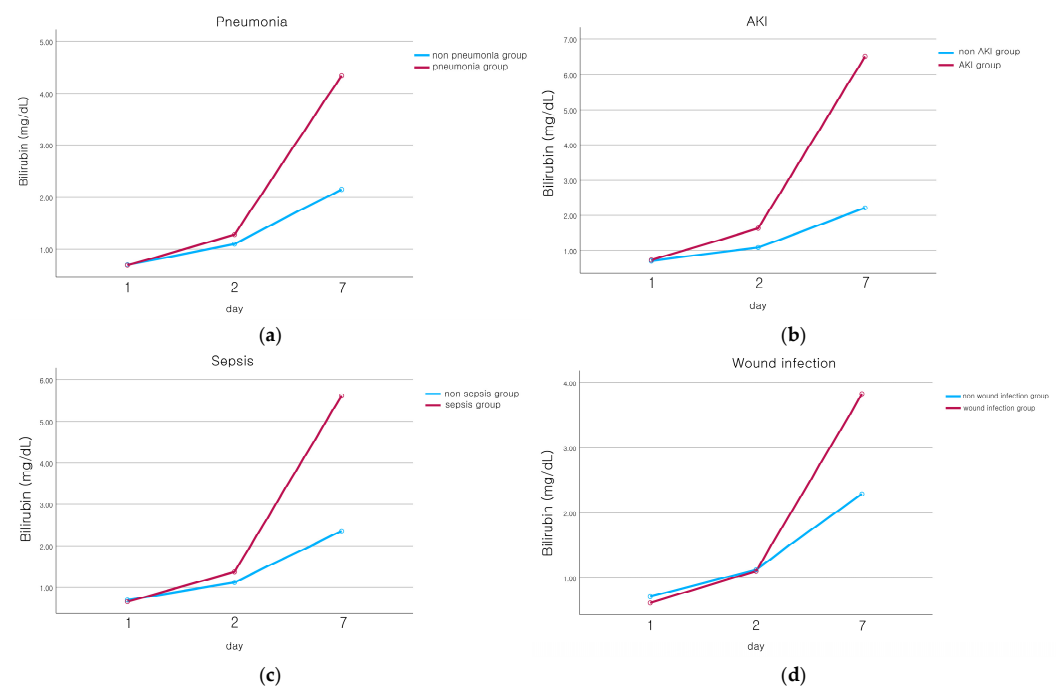 Pneumonia
5.00
4.00
3.00
2.00
1.00
Bilirubin (mg/dL)
1 2 7
day
non pneumonia group
pneumonia group
(a)
AKI
7.00
6.00
5.00
4.00
3.00
2.00
1.00
Bilirubin (mg/dL)
1 2 7
day
non AKI group
AKI group
(b)
Sepsis
6.00
5.00
4.00
3.00
2.00
1.00
Bilirubin (mg/dL)
1 2 7
day
non sepsis group
sepsis group
(c)
Wound infection
4.00
3.00
2.00
1.00
Bilirubin (mg/dL)
1 2 7
day
non wound infection group
wound infection group
(d)